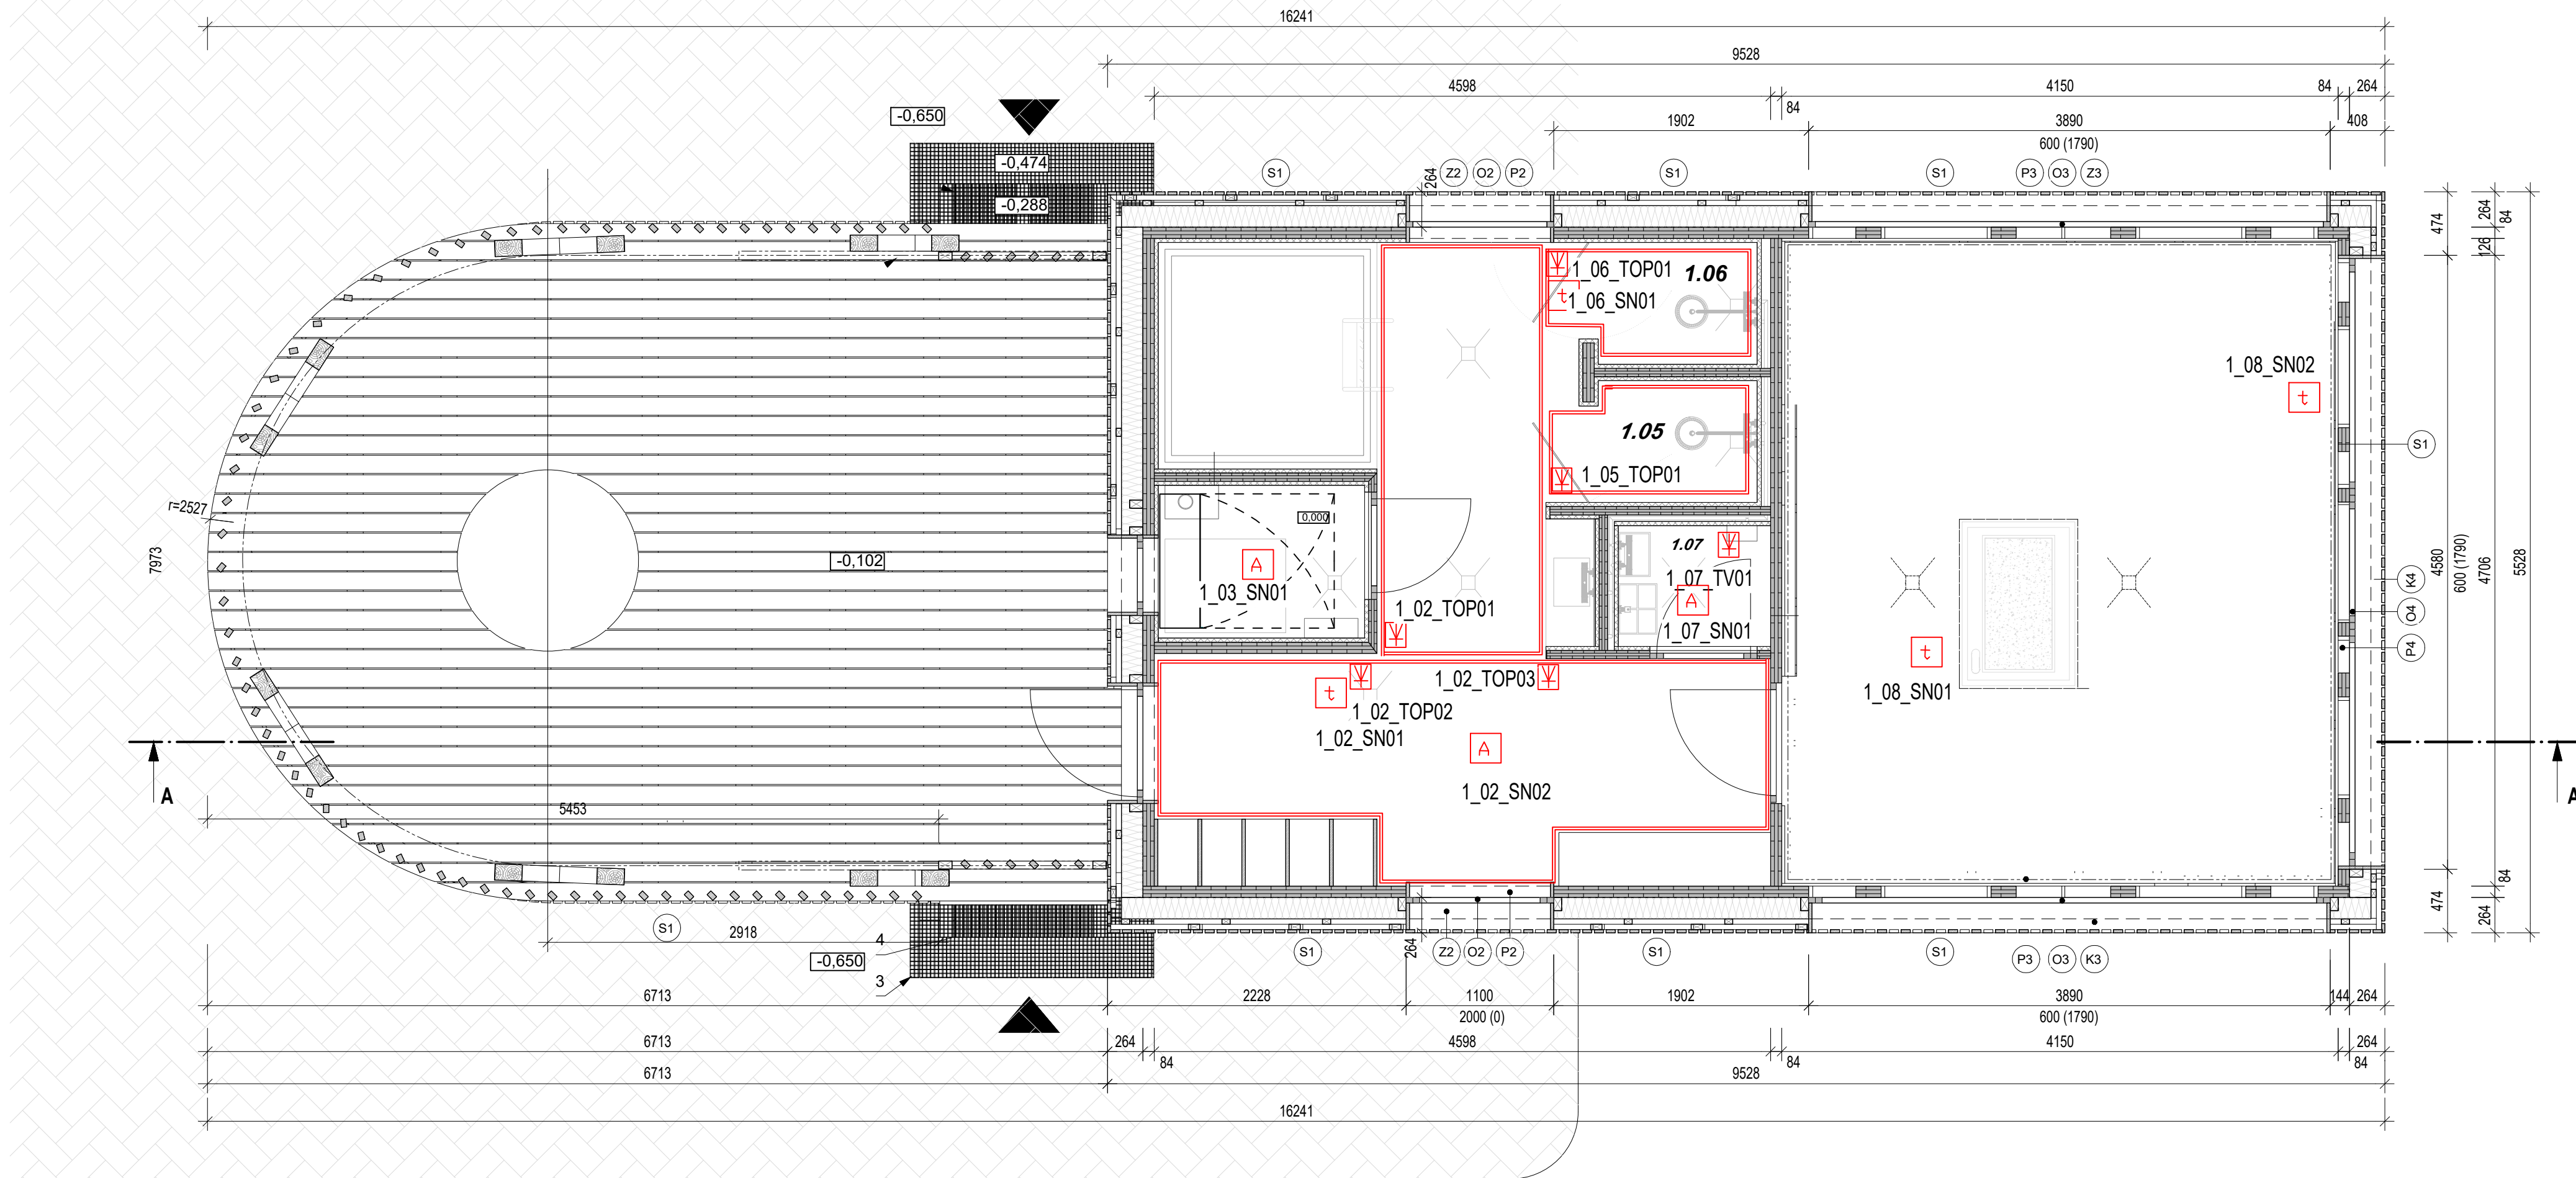 16241
9528
4598
84
4150
84
264
1902
3890
408
600 (1790)
-0,650
-0,474
-0,288
S1
264
Z2
O2
P2
S1
S1
P3
O3
Z3
474
264
84
126
1_06_TOP01
1.06
t
1_06_SN01
1_08_SN02
t
1.05
1_05_TOP01
S1
r=2527
7973
-0,102
0,000
A
1_03_SN01
1.07
1_07_TV01
A
1_07_SN01
1_02_TOP01
4580
600 (1790)
4706
5528
K4
O4
P4
t
1_08_SN01
t
1_02_TOP03
1_02_TOP02
1_02_SN01
A
1_02_SN02
A
A
5453
474
84
264
S1
2918
4
-0,650
3
S1
264
Z2
O2
P2
S1
S1
P3
O3
K3
6713
2228
1100
1902
3890
144
264
2000 (0)
600 (1790)
6713
264
84
4598
84
4150
264
84
6713
9528
16241